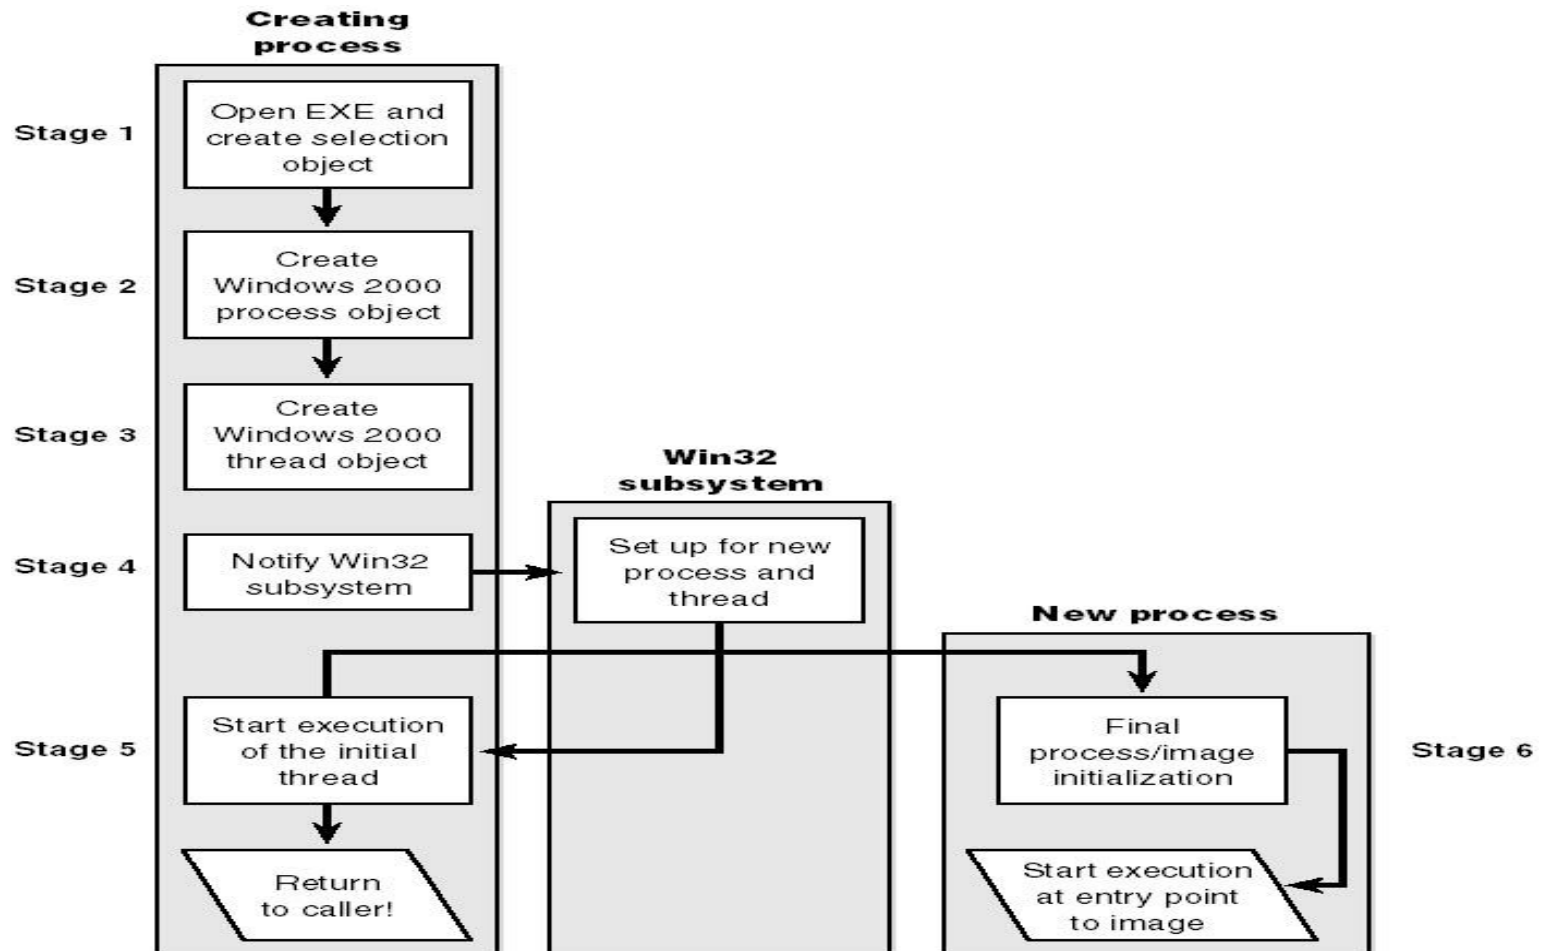 Creating
process
Stage 1
Open EXE and
create selection
object
Stage 2
Create
Windows 2000
process object
Stage 3
Create
Windows 2000
thread object
Win32
subsystem
Stage 4
Notify Win32
subsystem
Set up for new
process and
thread
New process
Stage 5
Start execution
of the initial
thread
Final
process/image
initialization
Stage 6
Return
to caller!
Start execution
at entry point
to image